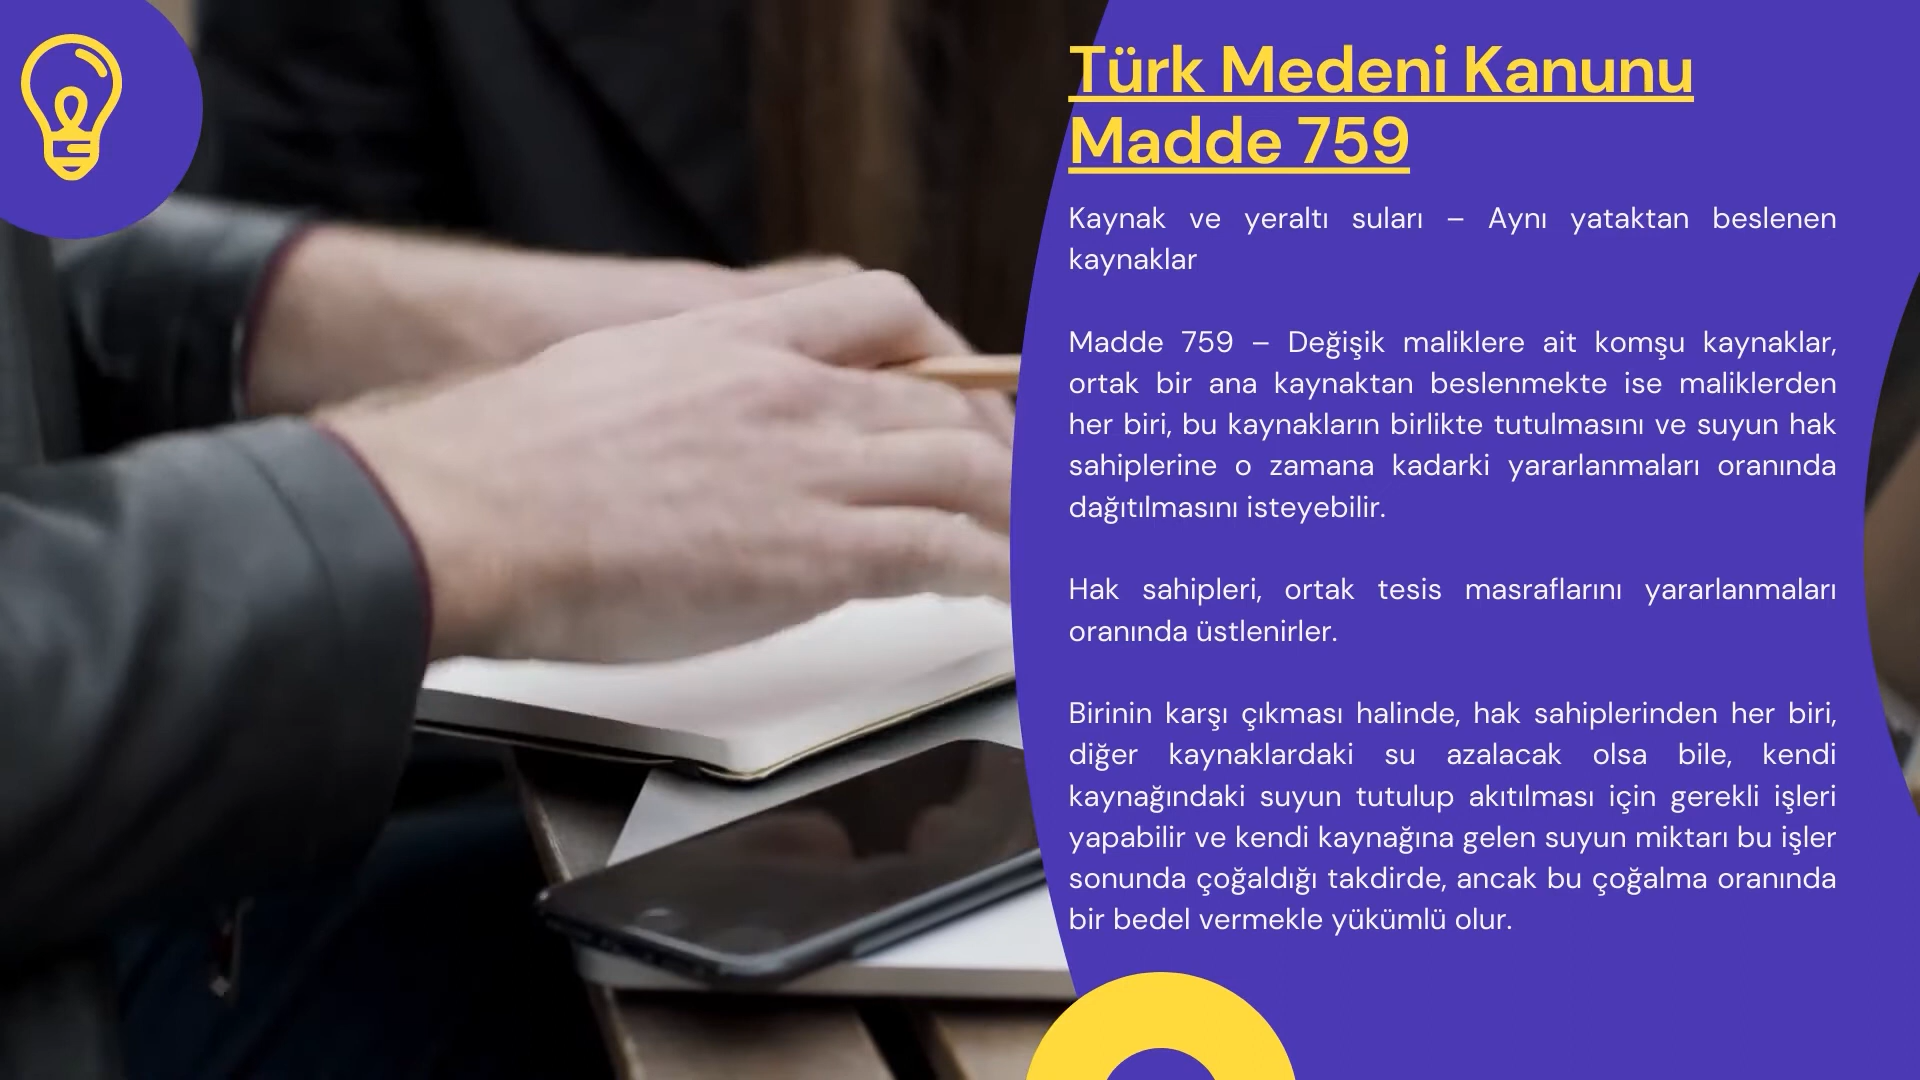 Türk Medeni Kanunu
Madde 759
Kaynak ve yeraltı suları – Aynı yataktan beslenen
kaynaklar
Madde 759 – Değişik maliklere ait komşu kaynaklar,
ortak bir ana kaynaktan beslenmekte ise maliklerden
her biri, bu kaynakların birlikte tutulmasını ve suyun hak
sahiplerine o zamana kadarki yararlanmaları oranında
dağıtılmasını isteyebilir.
Hak sahipleri, ortak tesis masraflarını yararlanmaları
oranında üstlenirler.
Birinin karşı çıkması halinde, hak sahiplerinden her biri,
diğer kaynaklardaki su azalacak olsa bile, kendi
kaynağındaki suyun tutulup akıtılması için gerekli işleri
yapabilir ve kendi kaynağına gelen suyun miktarı bu işler
sonunda çoğaldığı takdirde, ancak bu çoğalma oranında
bir bedel vermekle yükümlü olur.